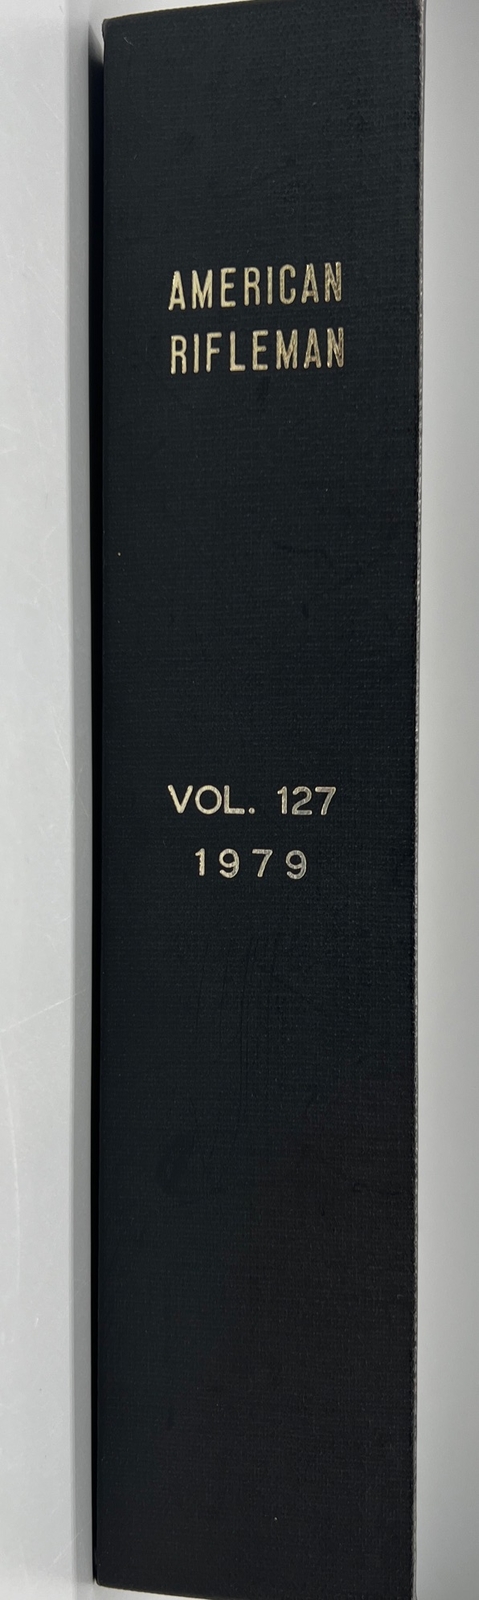 AMERICAN
RIFLEMAN
VOL. 127
1979